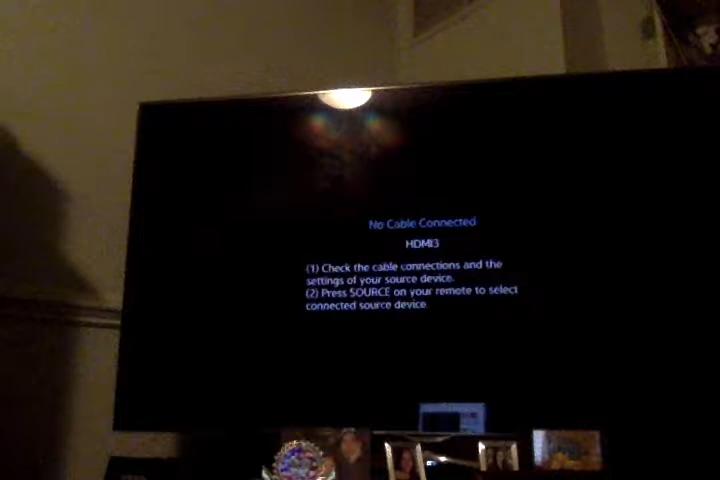 No Cable Connected
HDMI3
(1) Check the cable connections and the
settings of your source device.
(2) Press SOURCE on your remote to select
connected source device.